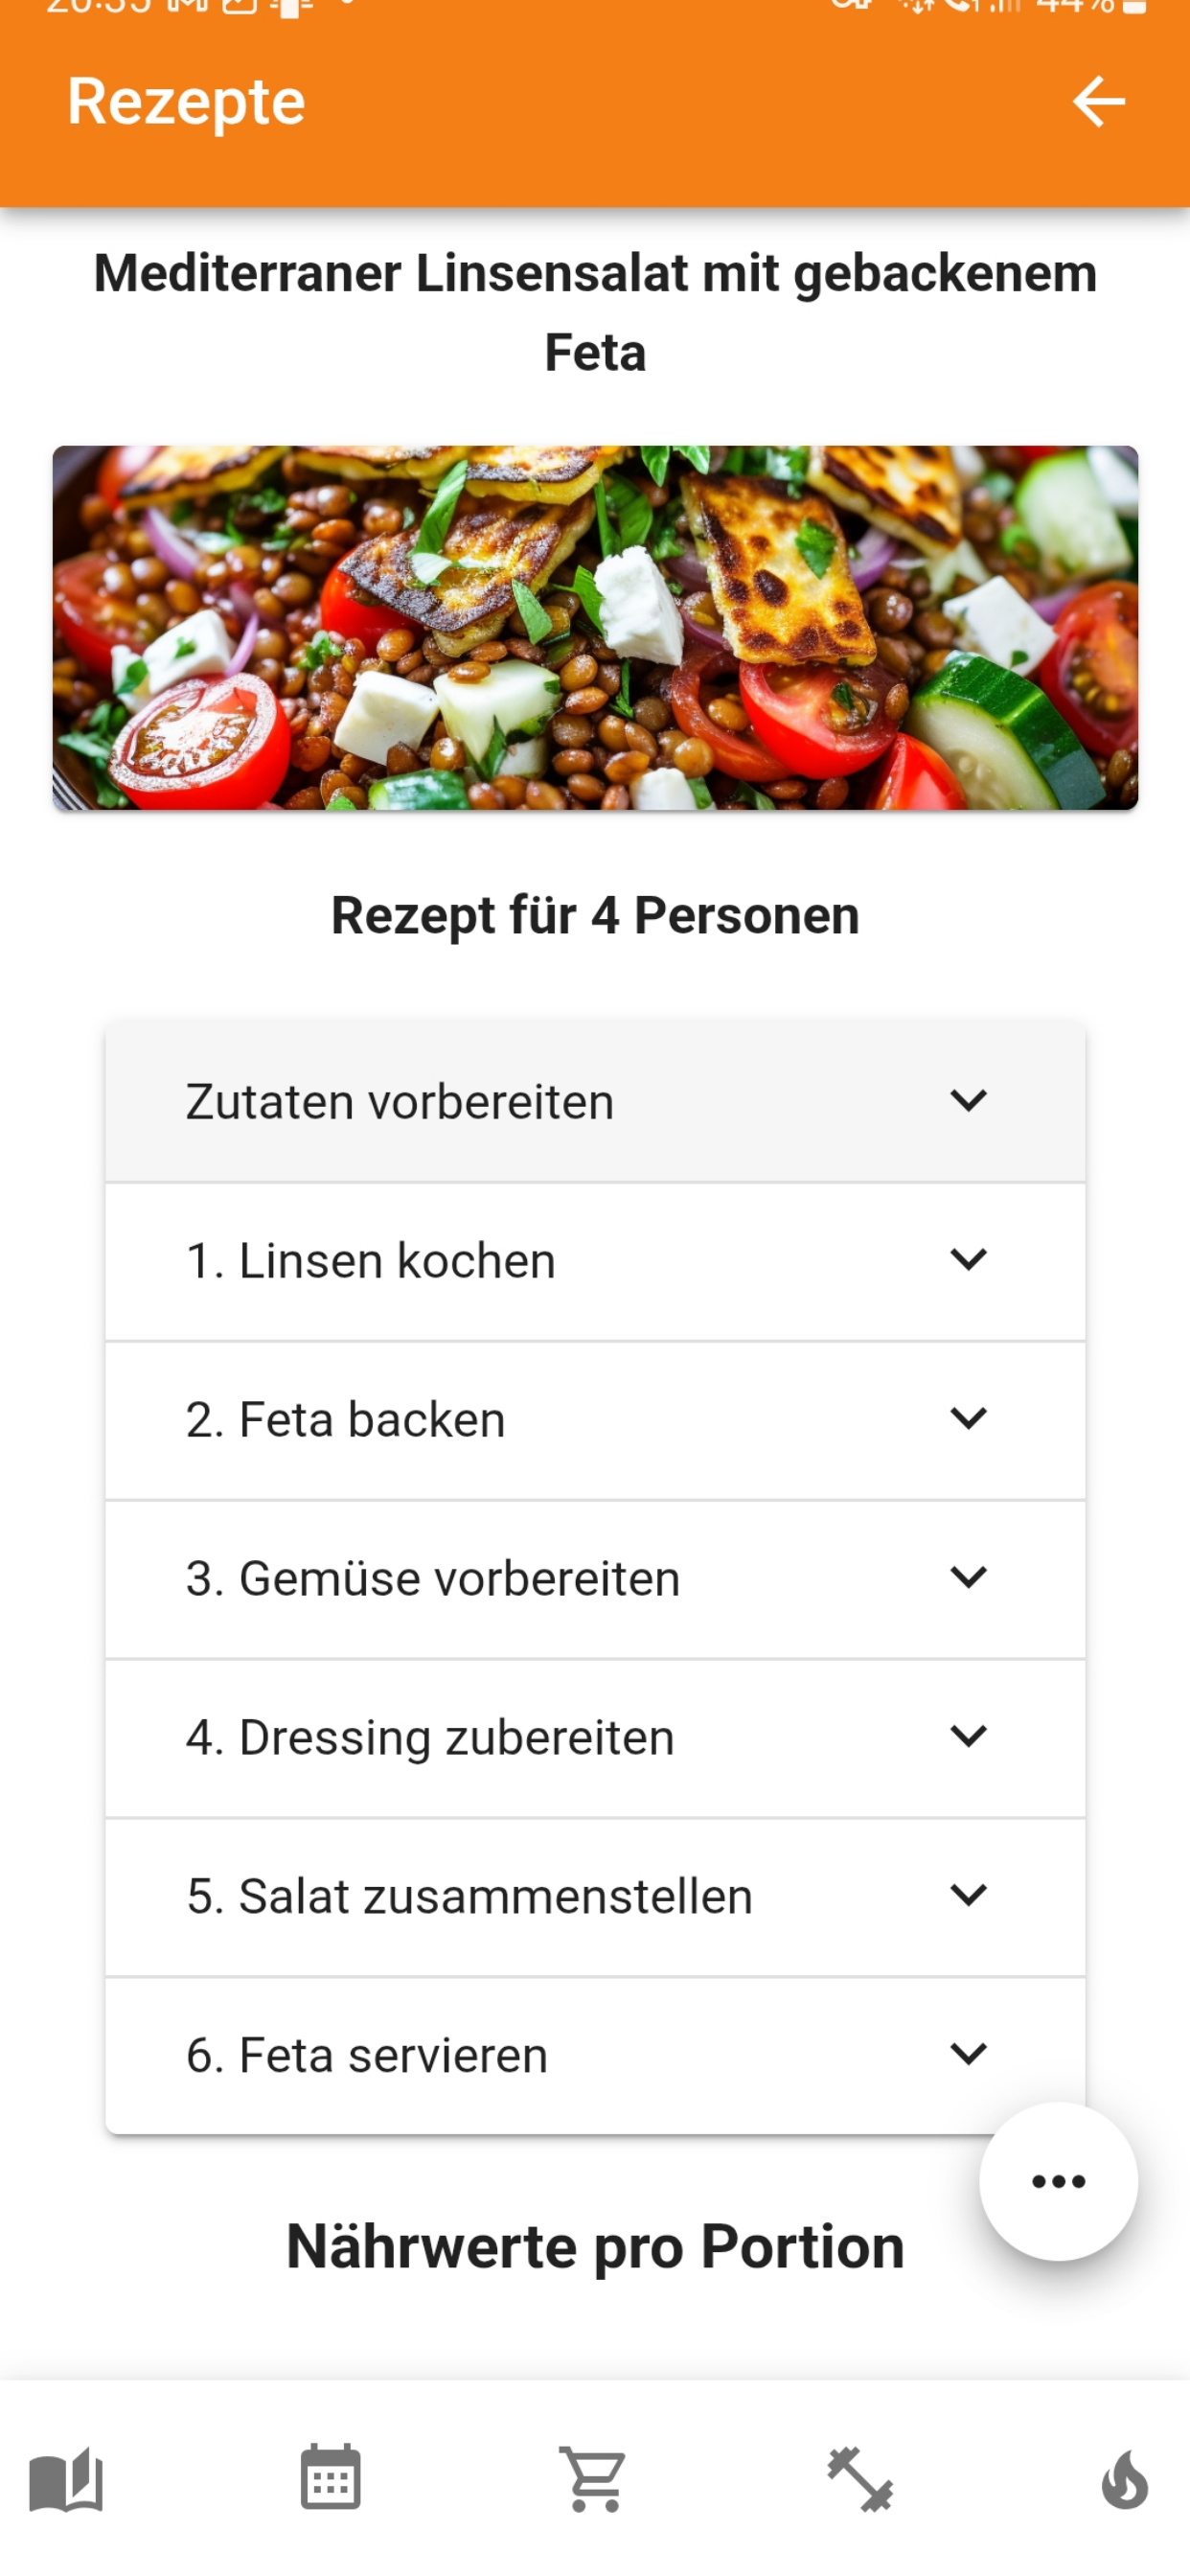 44%
Rezepte
Mediterraner Linsensalat mit gebackenem
Feta
Rezept für 4 Personen
Zutaten vorbereiten
1. Linsen kochen
2. Feta backen
3. Gemüse vorbereiten
4. Dressing zubereiten
5. Salat zusammenstellen
6. Feta servieren
Nährwerte pro Portion